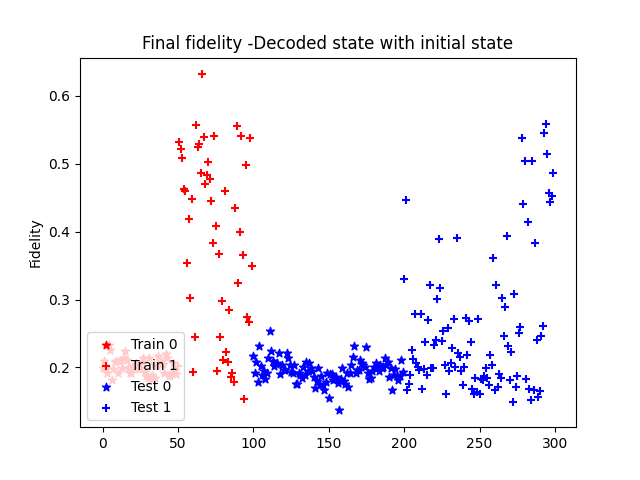 Final fidelity -Decoded state with initial state
Fidelity
0.6
0.5
0.4
0.3
0.2
Train 0
Train 1
Test 0
Test 1
0 50 100 150 200 250 300